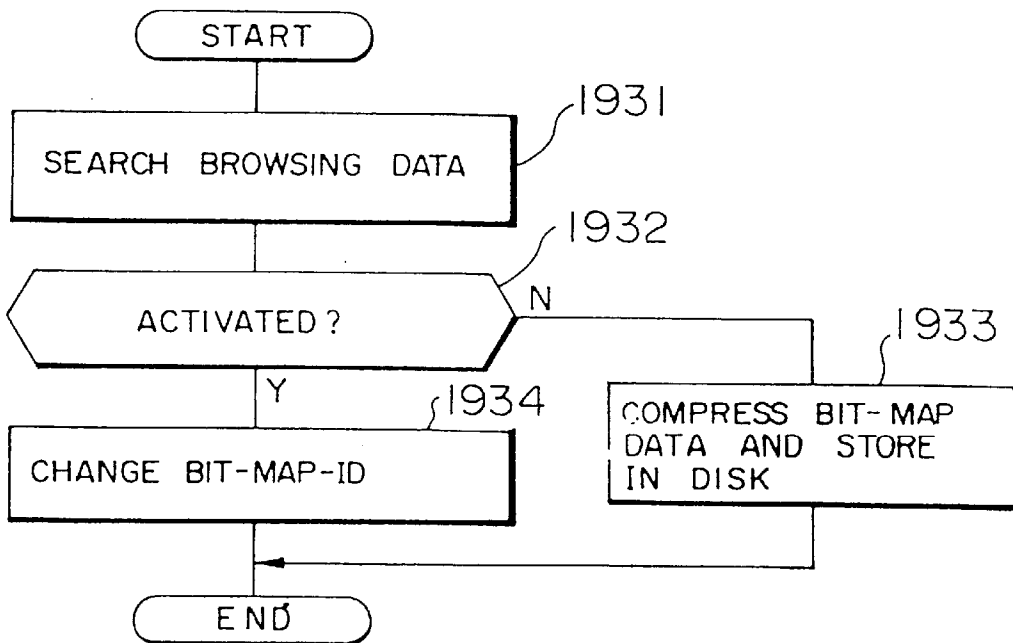 START
1931
SEARCH BROWSING DATA
1932
ACTIVATED?
N
Y
1933
1934
COMPRESS BIT-MAP
DATA AND STORE
IN DISK
CHANGE BIT-MAP-ID
END